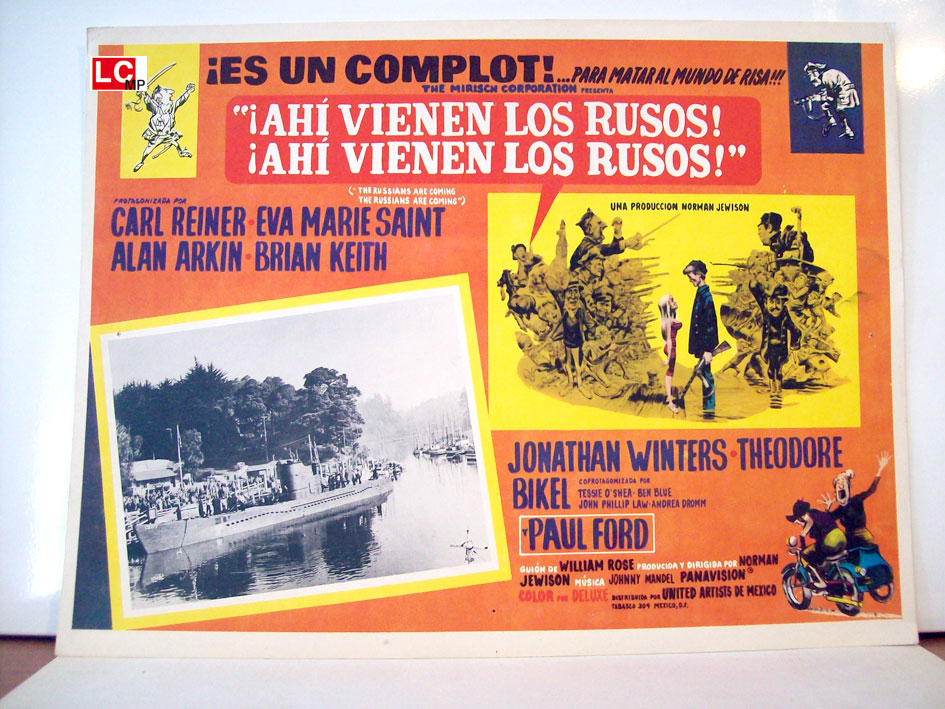 LC
MP
¡ES UN COMPLOT!...PARA MATAR AL MUNDO DE RISA!!!
THE MIRISCH CORPORATION PRESENTA
"¡AHÍ VIENEN LOS RUSOS!
¡AHÍ VIENEN LOS RUSOS!"
("THE RUSSIANS ARE COMING
THE RUSSIANS ARE COMING")
PROTAGONIZADA POR
CARL REINER · EVA MARIE SAINT
ALAN ARKIN · BRIAN KEITH
UNA PRODUCCION NORMAN JEWISON
JONATHAN WINTERS · THEODORE
BIKEL
COPROTAGONIZADA POR
TESSIE O'SHEA · BEN BLUE
JOHN PHILLIP LAW · ANDREA DROMM
Y PAUL FORD
GUIÓN DE WILLIAM ROSE PRODUCIDA Y DIRIGIDA POR NORMAN
JEWISON MÚSICA JOHNNY MANDEL PANAVISION®
COLOR POR DELUXE DISTRIBUIDA POR UNITED ARTISTS DE MEXICO
TABASCO 209 MEXICO, D.F.